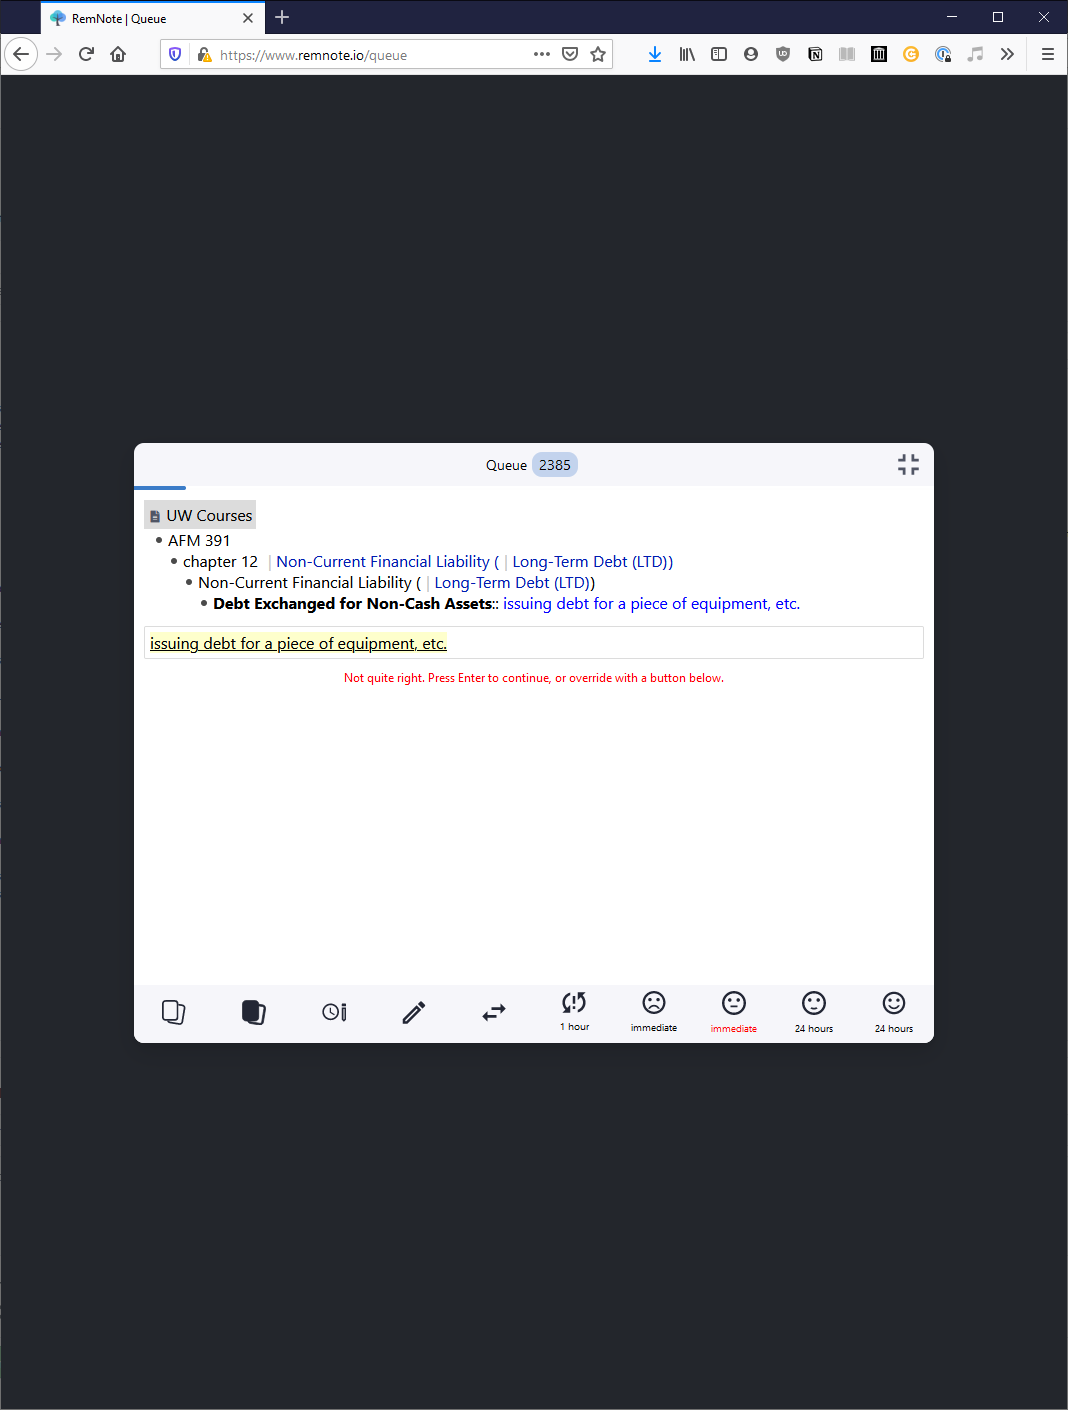 RemNote | Queue
https://www.remnote.io/queue
Queue 2385
UW Courses
AFM 391
chapter 12 | Non-Current Financial Liability ( | Long-Term Debt (LTD))
Non-Current Financial Liability ( | Long-Term Debt (LTD))
Debt Exchanged for Non-Cash Assets:: issuing debt for a piece of equipment, etc.
issuing debt for a piece of equipment, etc.
Not quite right. Press Enter to continue, or override with a button below.
1 hour immediate immediate 24 hours 24 hours